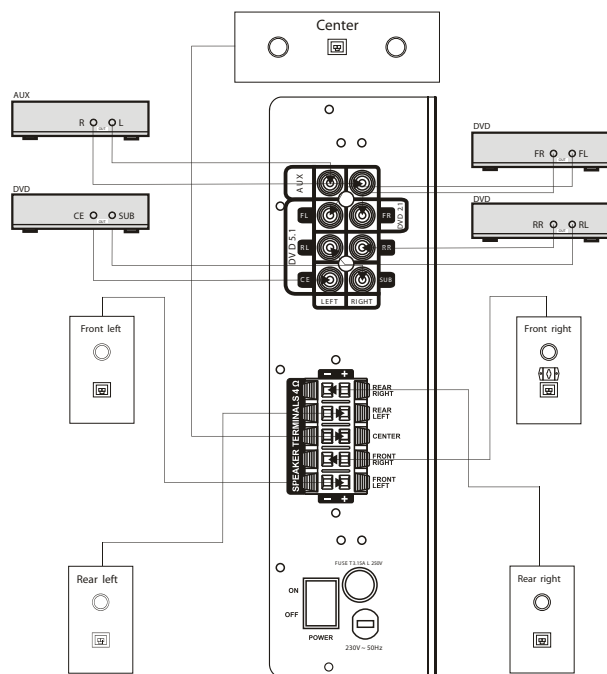 Center
AUX
R L
OUT
DVD
FR FL
OUT
DVD
CE SUB
OUT
DVD
RR RL
OUT
AUX
DVD 5.1
DVD 2.1
FL FR
RL RR
CE SUB
LEFT RIGHT
Front left
Front right
SPEAKER TERMINALS 4 Ω
– +
REAR
RIGHT
REAR
LEFT
CENTER
FRONT
RIGHT
FRONT
LEFT
– +
Rear left
Rear right
FUSE T.3.15A L 250V
ON
OFF
POWER
230V ~ 50Hz